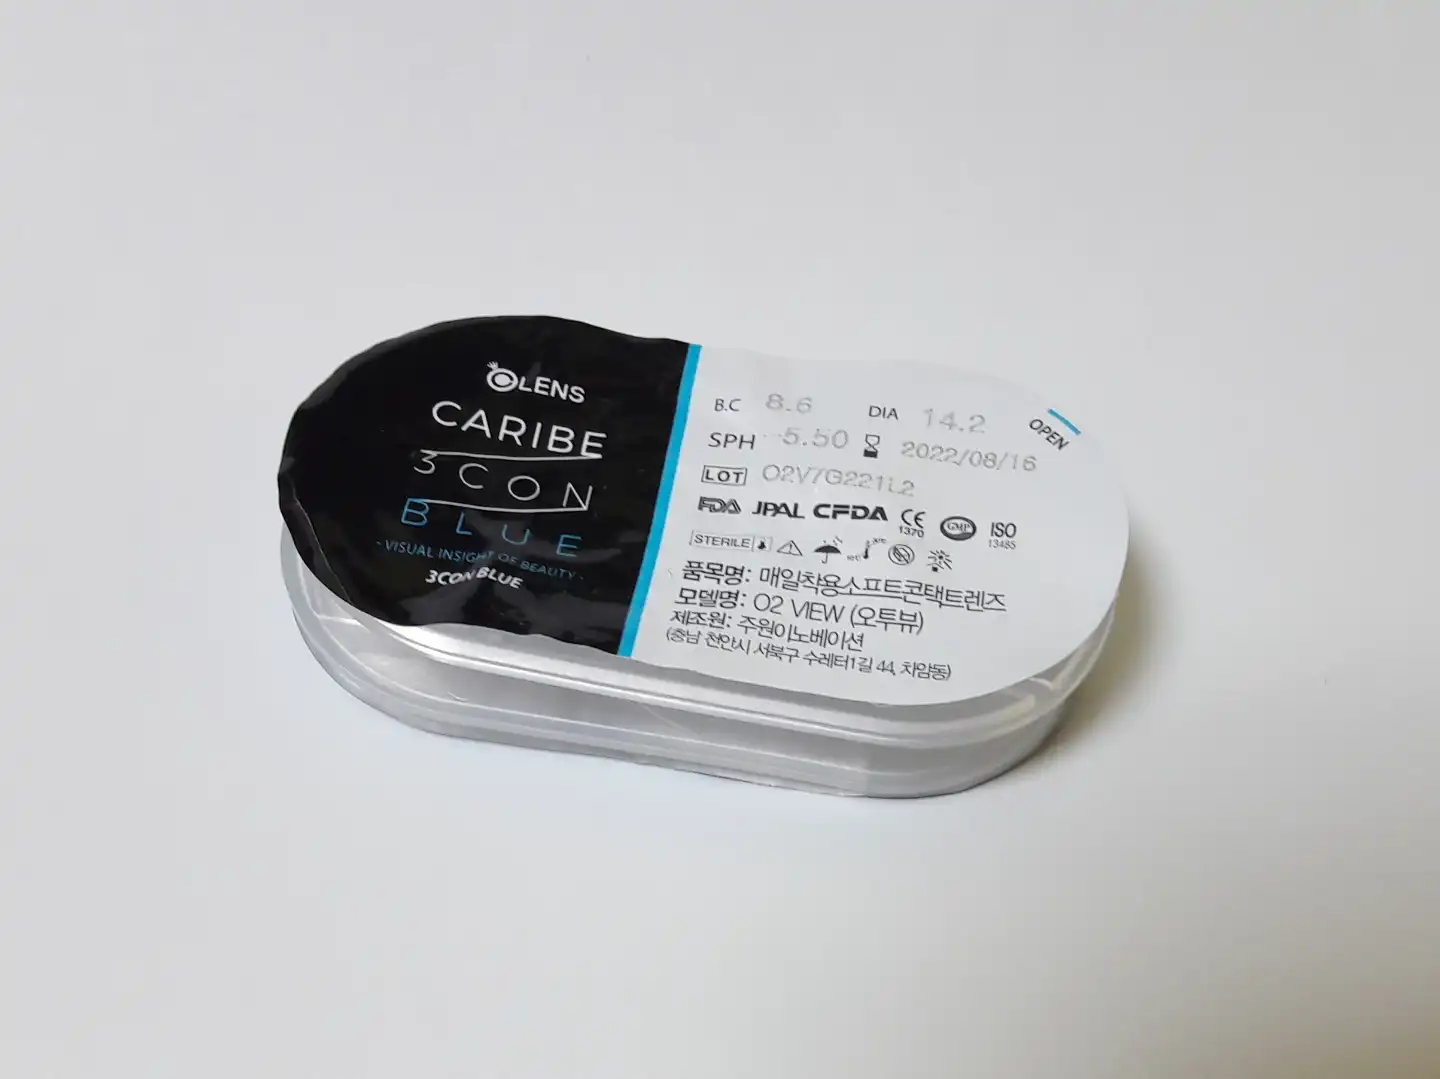 OLENS
CARIBE
3CON
BLUE
- VISUAL INSIGHT OF BEAUTY -
3CON BLUE
B.C 8.6 DIA 14.2
OPEN
SPH -5.50 2022/08/16
LOT O2V7G221L2
FDA JPAL CFDA CE 1370 GMP ISO 13485
STERILE
품목명: 매일착용소프트콘택트렌즈
모델명: O2 VIEW (오투뷰)
제조원: 주원이노베이션
(충남 천안시 서북구 수레터1길 44, 차암동)